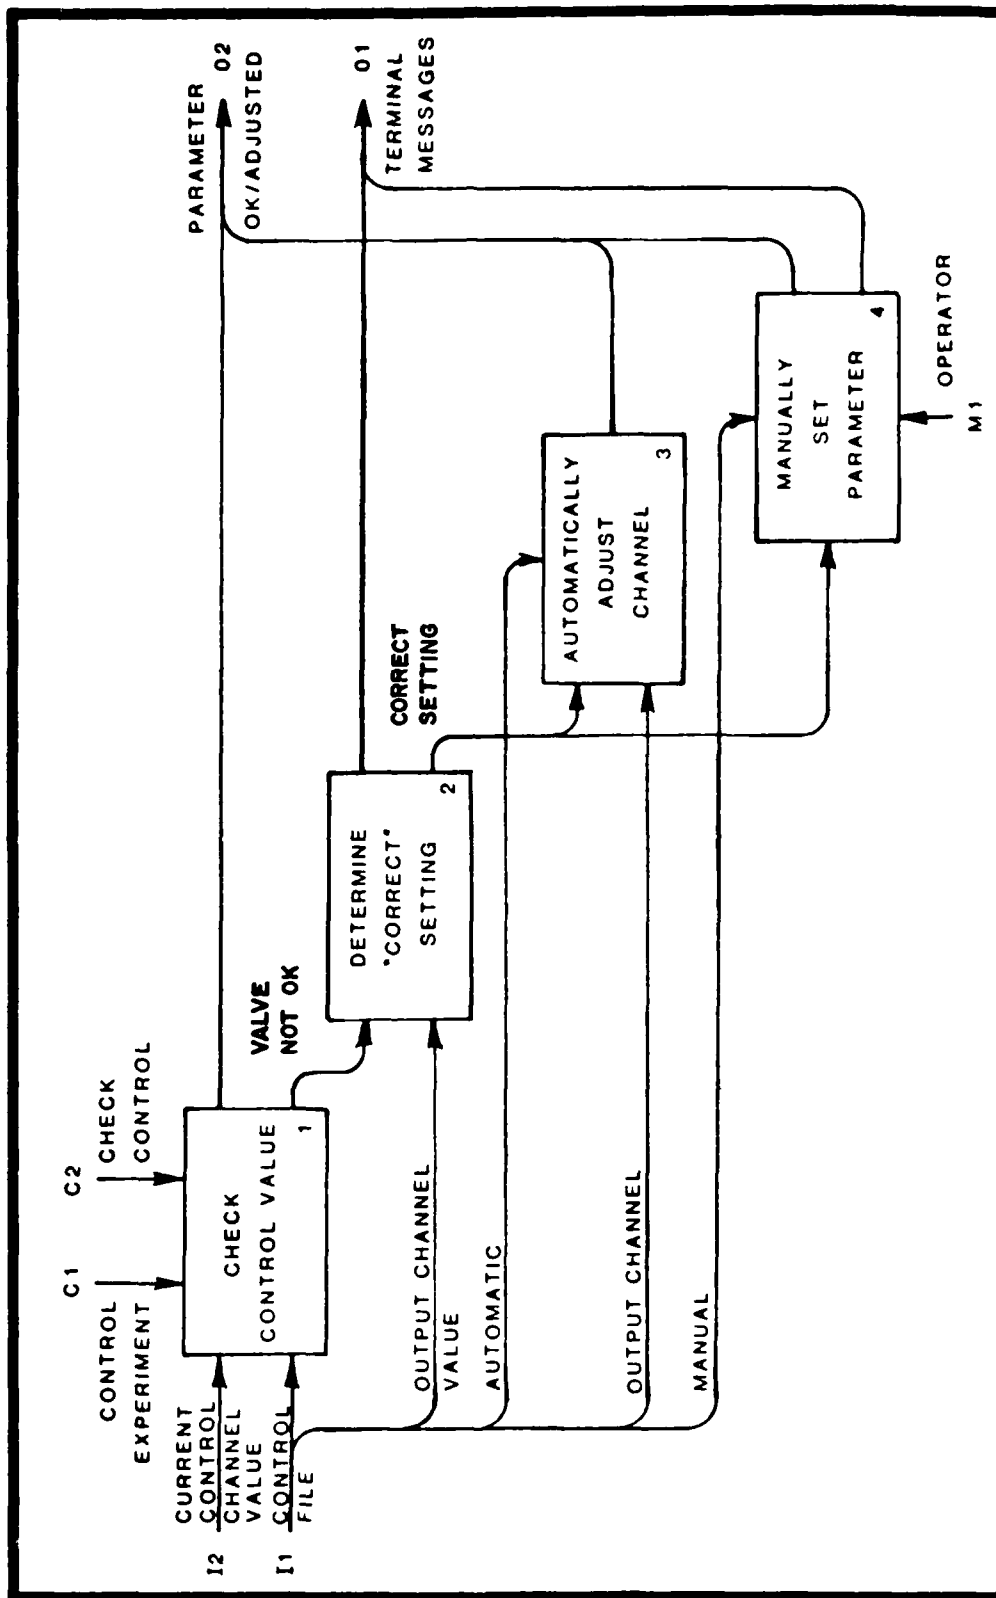 C1
C2
CONTROL
EXPERIMENT
CHECK
CONTROL
I2
CURRENT
CONTROL
CHANNEL
VALUE
I1
CONTROL
FILE
CHECK
CONTROL VALUE
1
VALVE
NOT OK
PARAMETER
OK/ADJUSTED
O2
DETERMINE
"CORRECT"
SETTING
2
CORRECT
SETTING
TERMINAL
MESSAGES
O1
OUTPUT CHANNEL
VALUE
AUTOMATIC
AUTOMATICALLY
ADJUST
CHANNEL
3
OUTPUT CHANNEL
MANUAL
MANUALLY
SET
PARAMETER
4
M1
OPERATOR